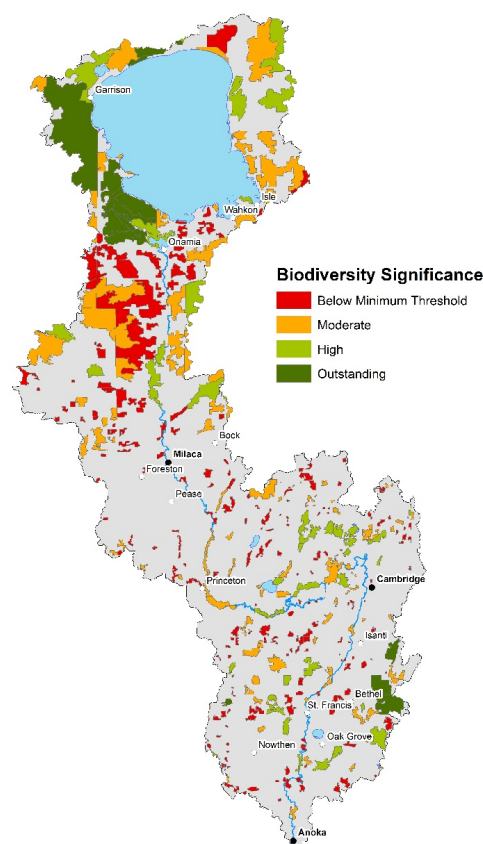 Garrison
Isle
Wahkon
Onamia
Biodiversity Significance
Below Minimum Threshold
Moderate
High
Outstanding
Bock
Milaca
Foreston
Pease
Princeton
Cambridge
Isanti
Bethel
St. Francis
Oak Grove
Nowthen
Anoka